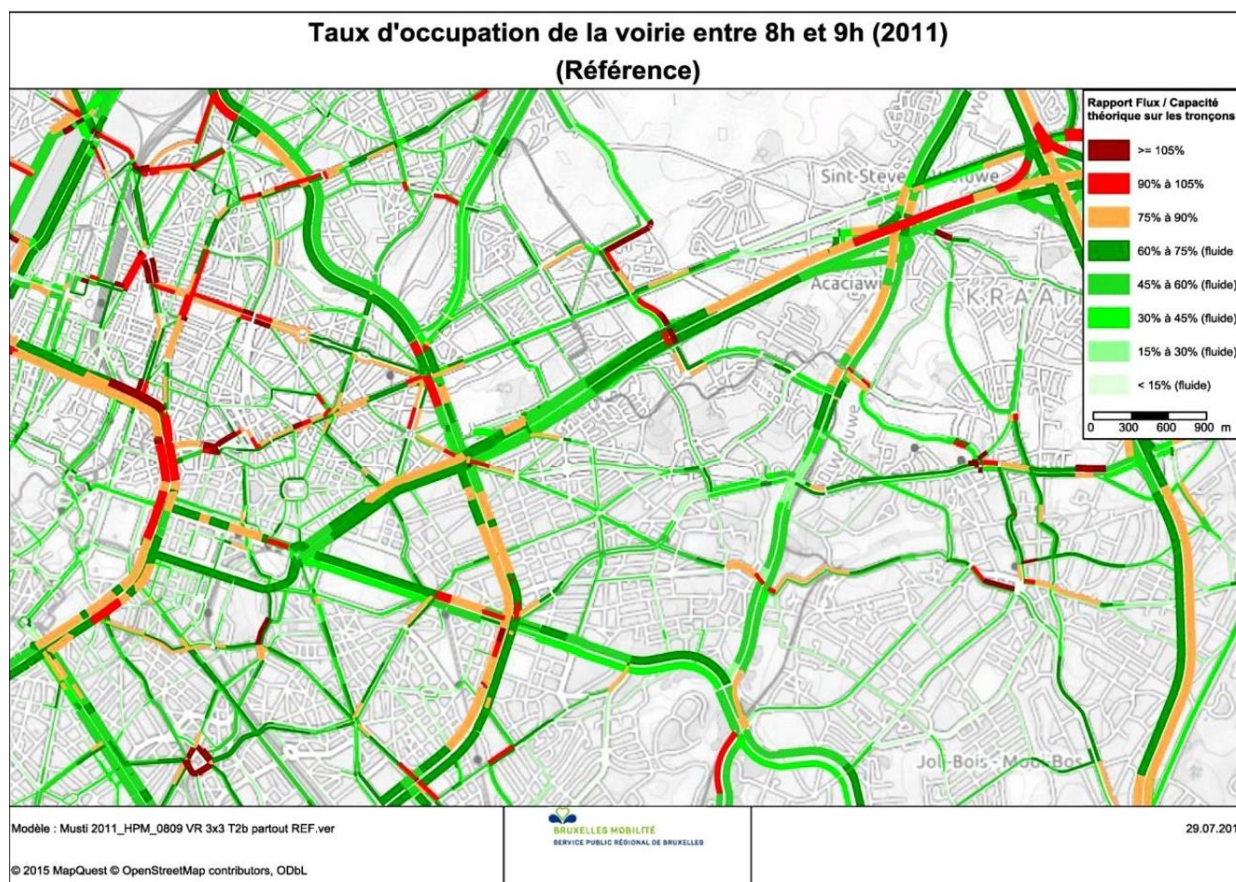 Taux d'occupation de la voirie entre 8h et 9h (2011)
(Référence)
Rapport Flux / Capacité
théorique sur les tronçons
>= 105%
90% à 105%
75% à 90%
60% à 75% (fluide
45% à 60% (fluide)
30% à 45% (fluide)
15% à 30% (fluide)
< 15% (fluide)
0 300 600 900 m
Sint-Steve
Acaciawi
KRAAI
Modèle : Musti 2011_HPM_0809 VR 3x3 T2b partout REF.ver
BRUXELLES MOBILITÉ
SERVICE PUBLIC RÉGIONAL DE BRUXELLES
29.07.201
© 2015 MapQuest © OpenStreetMap contributors, ODbL